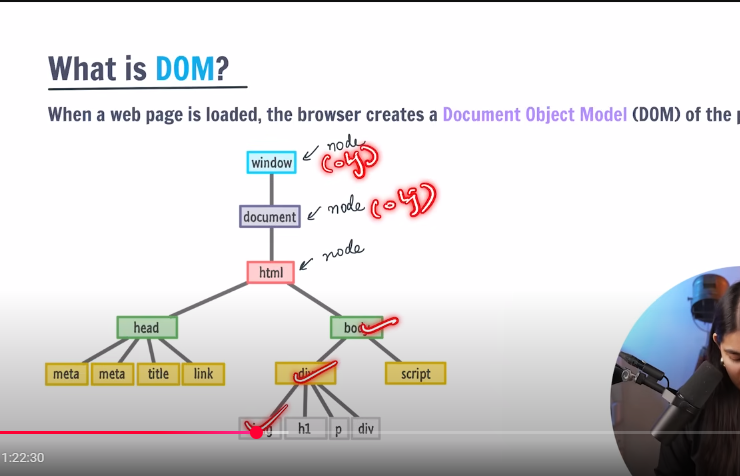 What is DOM?
When a web page is loaded, the browser creates a Document Object Model (DOM) of the p
node
window (obj)
document node (obj)
node
html
head body
meta meta title link div script
h1 p div
1:22:30